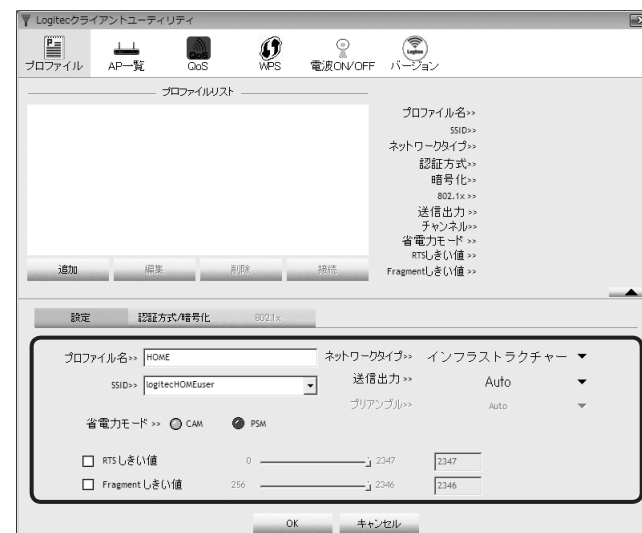 Logitecクライアントユーティリティ
プロファイル AP一覧 QoS WPS 電波ON/OFF バージョン
プロファイルリスト
プロファイル名>>
SSID>>
ネットワークタイプ>>
認証方式>>
暗号化>>
802.1x >>
送信出力 >>
チャンネル>>
省電力モード >>
RTSしきい値 >>
Fragmentしきい値 >>
追加 編集 削除 接続
設定 認証方式/暗号化 802.1x
プロファイル名>> HOME ネットワークタイプ>> インフラストラクチャー
SSID>> logitecHOMEuser 送信出力 >> Auto
プリアンブル>> Auto
省電力モード >> CAM PSM
RTSしきい値 0 2347 2347
Fragmentしきい値 256 2346 2346
OK キャンセル